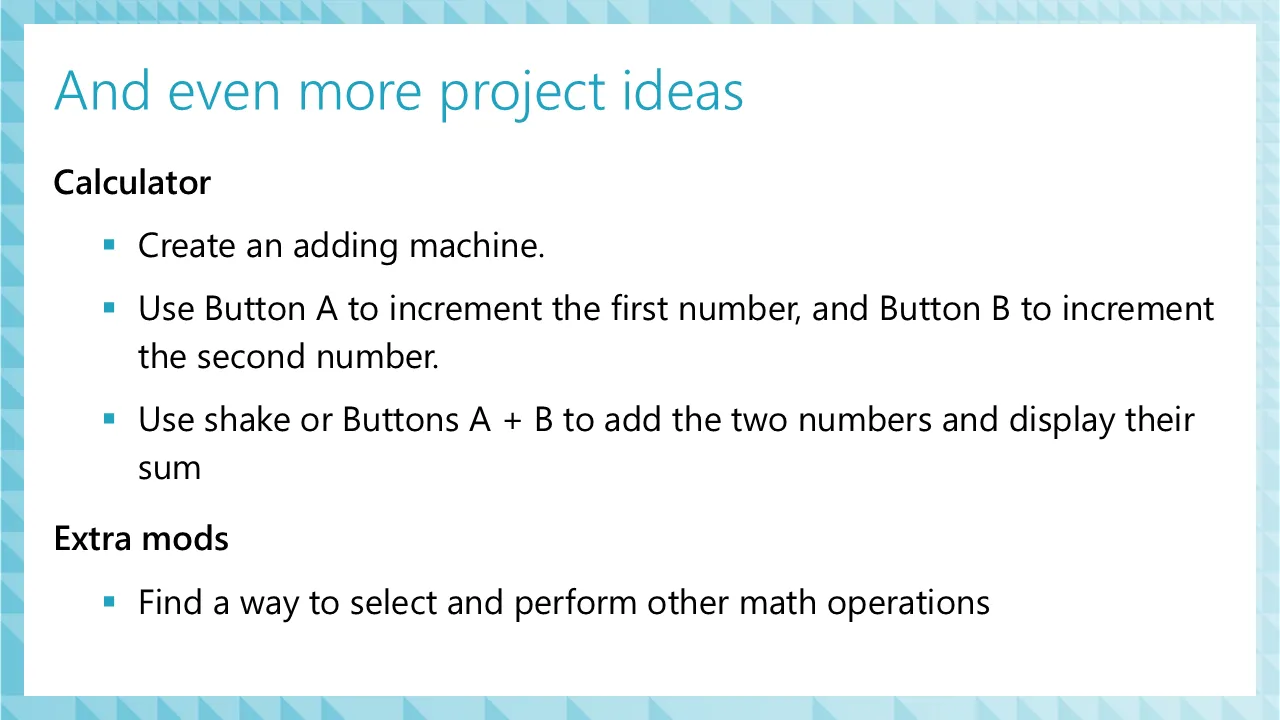 And even more project ideas
Calculator
▪ Create an adding machine.
▪ Use Button A to increment the first number, and Button B to increment
the second number.
▪ Use shake or Buttons A + B to add the two numbers and display their
sum
Extra mods
▪ Find a way to select and perform other math operations